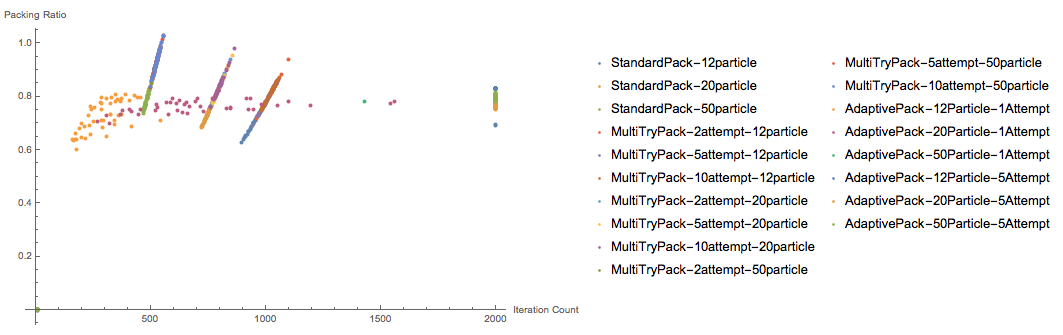 Packing Ratio
1.0
0.8
0.6
0.4
0.2
500
1000
1500
2000
Iteration Count
StandardPack-12particle
StandardPack-20particle
StandardPack-50particle
MultiTryPack-2attempt-12particle
MultiTryPack-5attempt-12particle
MultiTryPack-10attempt-12particle
MultiTryPack-2attempt-20particle
MultiTryPack-5attempt-20particle
MultiTryPack-10attempt-20particle
MultiTryPack-2attempt-50particle
MultiTryPack-5attempt-50particle
MultiTryPack-10attempt-50particle
AdaptivePack-12Particle-1Attempt
AdaptivePack-20Particle-1Attempt
AdaptivePack-50Particle-1Attempt
AdaptivePack-12Particle-5Attempt
AdaptivePack-20Particle-5Attempt
AdaptivePack-50Particle-5Attempt